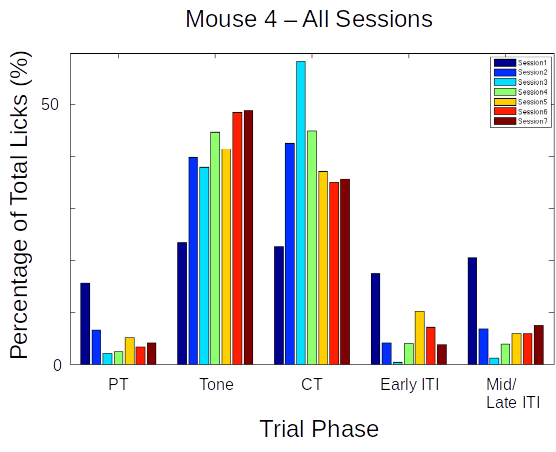 Mouse 4 – All Sessions
Percentage of Total Licks (%)
50
0
Session1
Session2
Session3
Session4
Session5
Session6
Session7
PT
Tone
CT
Early ITI
Mid/
Late ITI
Trial Phase